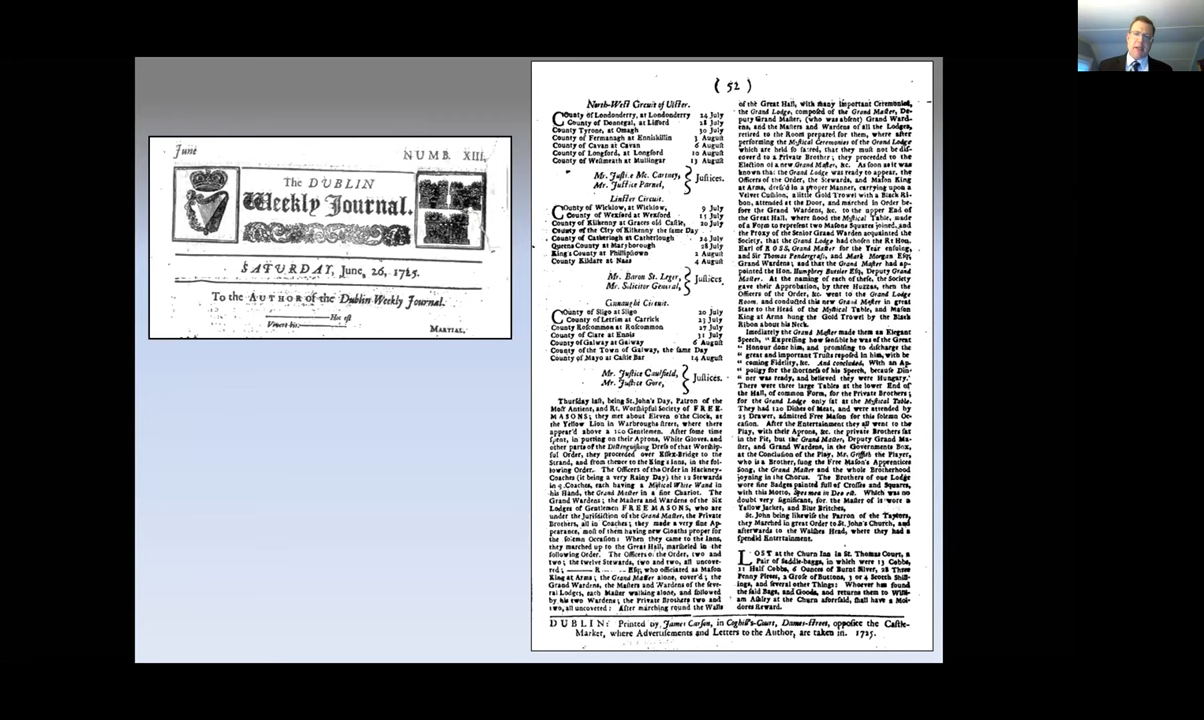 June
NUMB. XIII.
The DUBLIN
Weekly Journal.
SATURDAY, June, 26, 1725.
To the AUTHOR of the Dublin Weekly Journal.
Hoc est
Vivere bis:
MARTIAL.
( 52 )
North-West Circuit of Ulster.
County of Londonderry, at Londonderry 24 July
County of Donnegal, at Lifford 28 July
County Tyrone, at Omagh 30 July
County of Fermanagh at Enniskillin 3 August
County of Cavan at Cavan 6 August
County of Longford, at Longford 10 August
County of Westmeath at Mullingar 13 August
Mr. Justice Mc. Cartney,
Mr. Justice Parnel,
Justices.
Linster Circuit.
County of Wicklow, at Wicklow, 9 July
County of Wexford at Wexford 15 July
County of Kilkenny at Graces old Castle, 20 July
County of the City of Kilkenny the same Day
County of Catherlagh at Catherlough 24 July
Queens County at Maryborough 28 July
King's County at Phillipstown 2 August
County Kildare at Naas 4 August
Mr. Baron St. Leger,
Mr. Solicitor General,
Justices.
Connaught Circuit.
County of Sligo at Sligo 20 July
County of Letrim at Carrick 23 July
County Roscommon at Roscommon 27 July
County of Clare at Ennis 31 July
County of Galway at Galway 6 August
County of the Town of Galway, the same Day
County of Mayo at Castle Bar 14 August
Mr. Justice Caulfield,
Mr. Justice Gore,
Justices.
Thursday last, being St. John's Day, Patron of the
Most Antient, and Rt. Worshipful Society of FREE-
MASONS; they met about Eleven o'the Clock, at
the Yellow Lion in Warbroughs street, where there
appear'd above a 100 Gentlemen. After some time
spent, in putting on their Aprons, White Gloves, and
other parts of the Distinguishing Dress of that Worship-
ful Order, they proceeded over Essex-Bridge to the
Strand, and from thence to the King's Inns, in the fol-
lowing Order. The Officers of the Order in Hackney-
Coaches (it being a very Rainy Day) the 12 Stewards
in 9 Coaches, each having a Mystical White Wand in
his Hand, the Grand Master in a fine Chariot. The
Grand Wardens; the Masters and Wardens of the Six
Lodges of Gentlemen FREEMASONS, who are
under the Jurisdiction of the Grand Master, the Private
Brothers, all in Coaches; they made a very fine Ap-
pearance, most of them having new Cloaths proper for
the solemn Occasion: When they came to the Inns,
they marched up to the Great Hall, marshel'd in the
following Order. The Officers of the Order, two and
two; the twelve Stewards, two and two, all uncove-
red; R Esq; who officiated as Mason
King at Arms; the Grand Master alone, cover'd; the
Grand Wardens, the Masters and Wardens of the seve-
ral Lodges, each Master walking alone, and followed
by his two Wardens; the Private Brothers two and
two, all uncovered: After marching round the Walls
of the Great Hall, with many important Ceremonies,
the Grand Lodge, composed of the Grand Master, De-
puty Grand Master, (who was absent) Grand Ward-
ens, and the Masters and Wardens of all the Lodges,
retired to the Room prepared for them, where after
performing the Mystical Ceremonies of the Grand Lodge
which are held so sacred, that they must not be dis-
cover'd to a Private Brother; they proceeded to the
Election of a new Grand Master, &c. As soon as it was
known that the Grand Lodge was ready to appear, the
Officers of the Order, the Stewards, and Mason King
at Arms, dress'd in a proper Manner, carrying upon a
Velvet Cushion, a little Gold Trowel with a Black Ri-
bon, attended at the Door, and marched in Order be-
fore the Grand Wardens, &c. to the upper End of
the Great Hall, where stood the Mystical Table, made
of a Form to represent two Masons Squares joined, and
the Proxy of the Senior Grand Warden acquainted the
Society, that the Grand Lodge had chosen the Rt Hon.
Earl of ROSS, Grand Master for the Year ensuing,
and Sir Thomas Pendergrass, and Mark Morgan Esq;
Grand Wardens; and that the Grand Master had ap-
pointed the Hon. Humphrey Butler Esq, Deputy Grand
Master. At the naming of each of these, the Society
gave their Approbation, by three Huzzas, then the
Officers of the Order, &c. went to the Grand Lodge
Room. and conducted this new Grand Master in great
State to the Head of the Mystical Table, and Mason
King at Arms hung the Gold Trowel by the Black
Ribon about his Neck.
Imediately the Grand Master made them an Elegant
Speech, "Expressing how sensible he was of the Great
" Honour done him, and promising to discharge the
" great and important Trusts reposed in him, with be
" coming Fidelity, &c. And concluded, With an Ap-
" pollogy for the shortness of his Speech, because Din-
" ner was ready, and believed they were Hungary."
There were three large Tables at the lower End of
the Hall, of common Form, for the Private Brothers;
for the Grand Lodge only sat at the Mystical Table.
They had 120 Dishes of Meat, and were attended by
25 Drawer, admitted Free Mason for this solemn Oc-
casion. After the Entertainment they all went to the
Play, with their Aprons, &c. the private Brothers sat
in the Pit, but the Grand Master, Deputy Grand Ma-
ster, and Grand Wardens, in the Governments Box,
at the Conclusion of the Play, Mr. Griffith the Player,
who is a Brother, sung the Free Mason's Apprentices
Song, the Grand Master and the whole Brotherhood
joyning in the Chorus. The Brothers of our Lodge
wore fine Badges painted full of Crosses and Squares,
with this Motto, Spes mea in Deo est. Which was no
doubt very significant, for the Master of it wore a
Yellow Jacket, and Blue Britches,
St. John being likewise the Patron of the Taylors,
they Marched in great Order to St. John's Church, and
afterwards to the Walshes Head, where they had a
spendid Entertainment.
LOST at the Churn Inn in St. Thomas Court, a
Pair of Saddle-baggs, in which were 13 Cobbs,
11 Half Cobbs, 6 Ounces of Burnt Silver, 28 Three
Penny Pieces, a Grose of Buttons, 3 or 4 Scotch Shill-
ings, and several other Things: Whoever has found
the said Bags, and Goods, and returns them to Willi-
am Athlry at the Churn aforesaid, shall have a Moi-
dores Reward.
DUBLIN: Printed by James Carson, in Coghill's-Court, Dames-street, opposite the Castle-
Market, where Advertisements and Letters to the Author, are taken in. 1725.